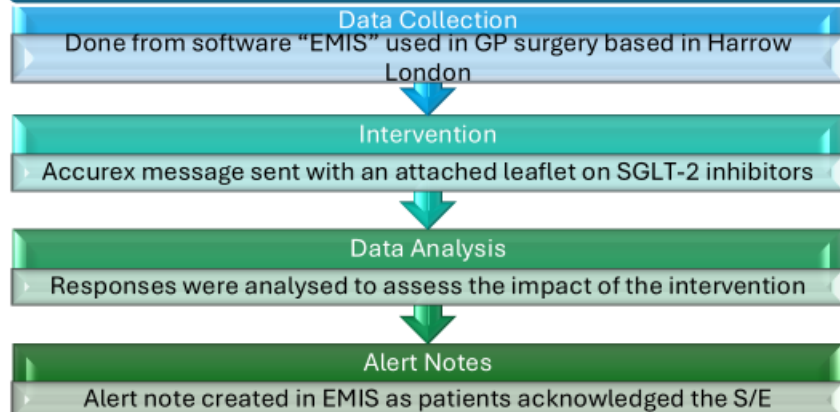 Data Collection
Done from software “EMIS” used in GP surgery based in Harrow
London
Intervention
Accurex message sent with an attached leaflet on SGLT-2 inhibitors
Data Analysis
Responses were analysed to assess the impact of the intervention
Alert Notes
Alert note created in EMIS as patients acknowledged the S/E